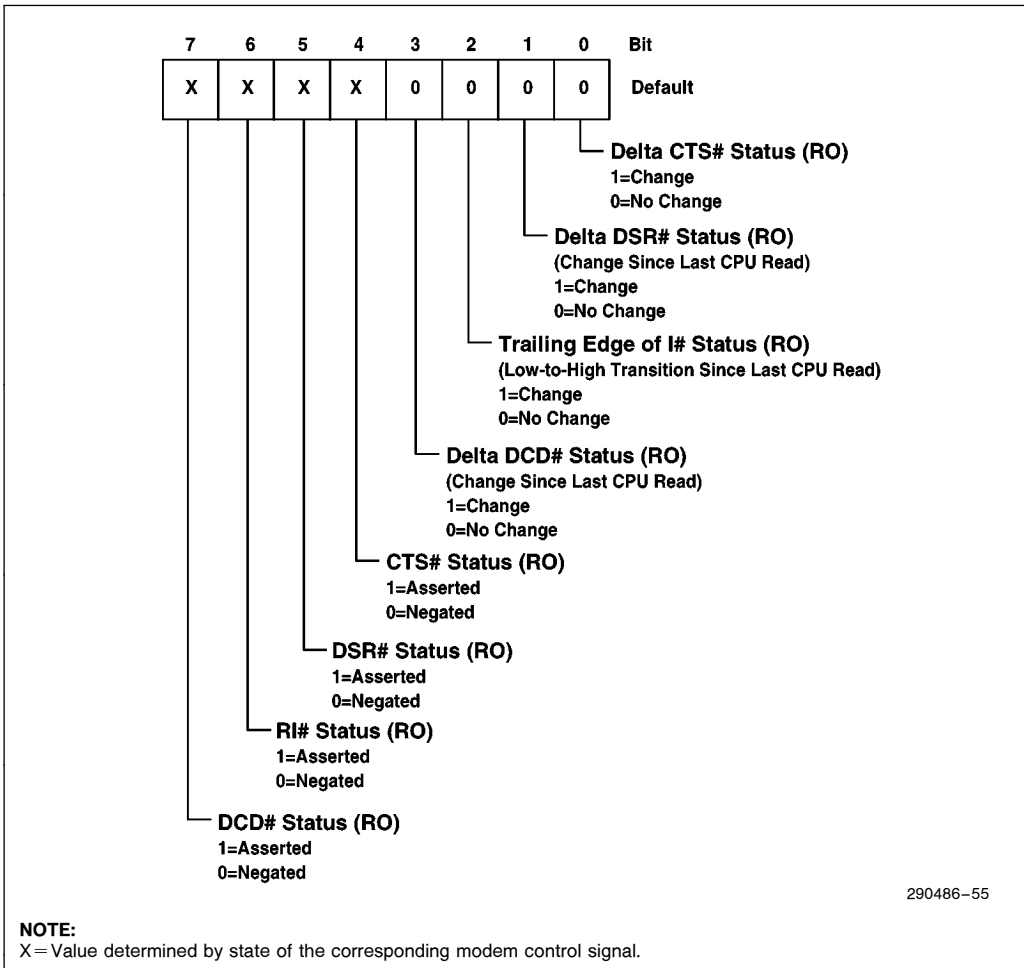 7 6 5 4 3 2 1 0 Bit
X X X X 0 0 0 0 Default
Delta CTS# Status (RO)
1=Change
0=No Change
Delta DSR# Status (RO)
(Change Since Last CPU Read)
1=Change
0=No Change
Trailing Edge of I# Status (RO)
(Low-to-High Transition Since Last CPU Read)
1=Change
0=No Change
Delta DCD# Status (RO)
(Change Since Last CPU Read)
1=Change
0=No Change
CTS# Status (RO)
1=Asserted
0=Negated
DSR# Status (RO)
1=Asserted
0=Negated
RI# Status (RO)
1=Asserted
0=Negated
DCD# Status (RO)
1=Asserted
0=Negated
290486–55
NOTE:
X=Value determined by state of the corresponding modem control signal.